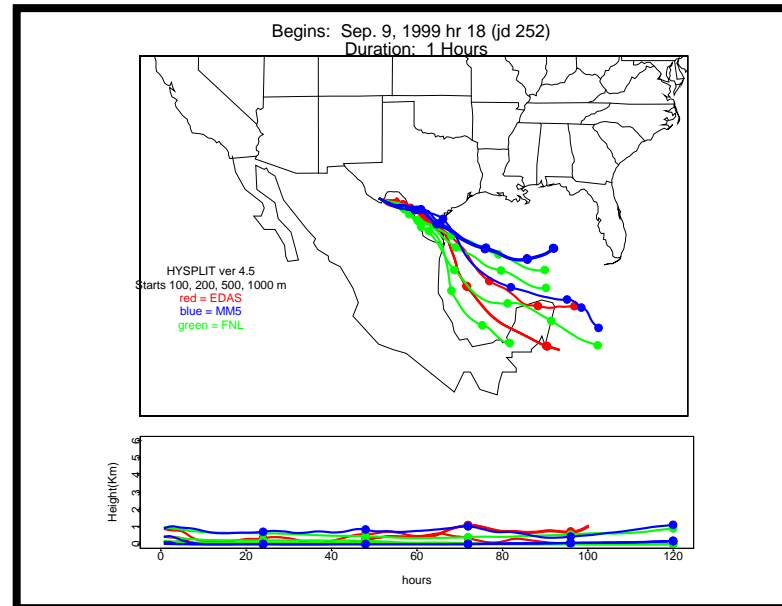 Begins: Sep. 9, 1999 hr 18 (jd 252)
Duration: 1 Hours
HYSPLIT ver 4.5
Starts 100, 200, 500, 1000 m
red = EDAS
blue = MM5
green = FNL
Height(Km)
6
5
4
3
2
1
0
0 20 40 60 80 100 120
hours